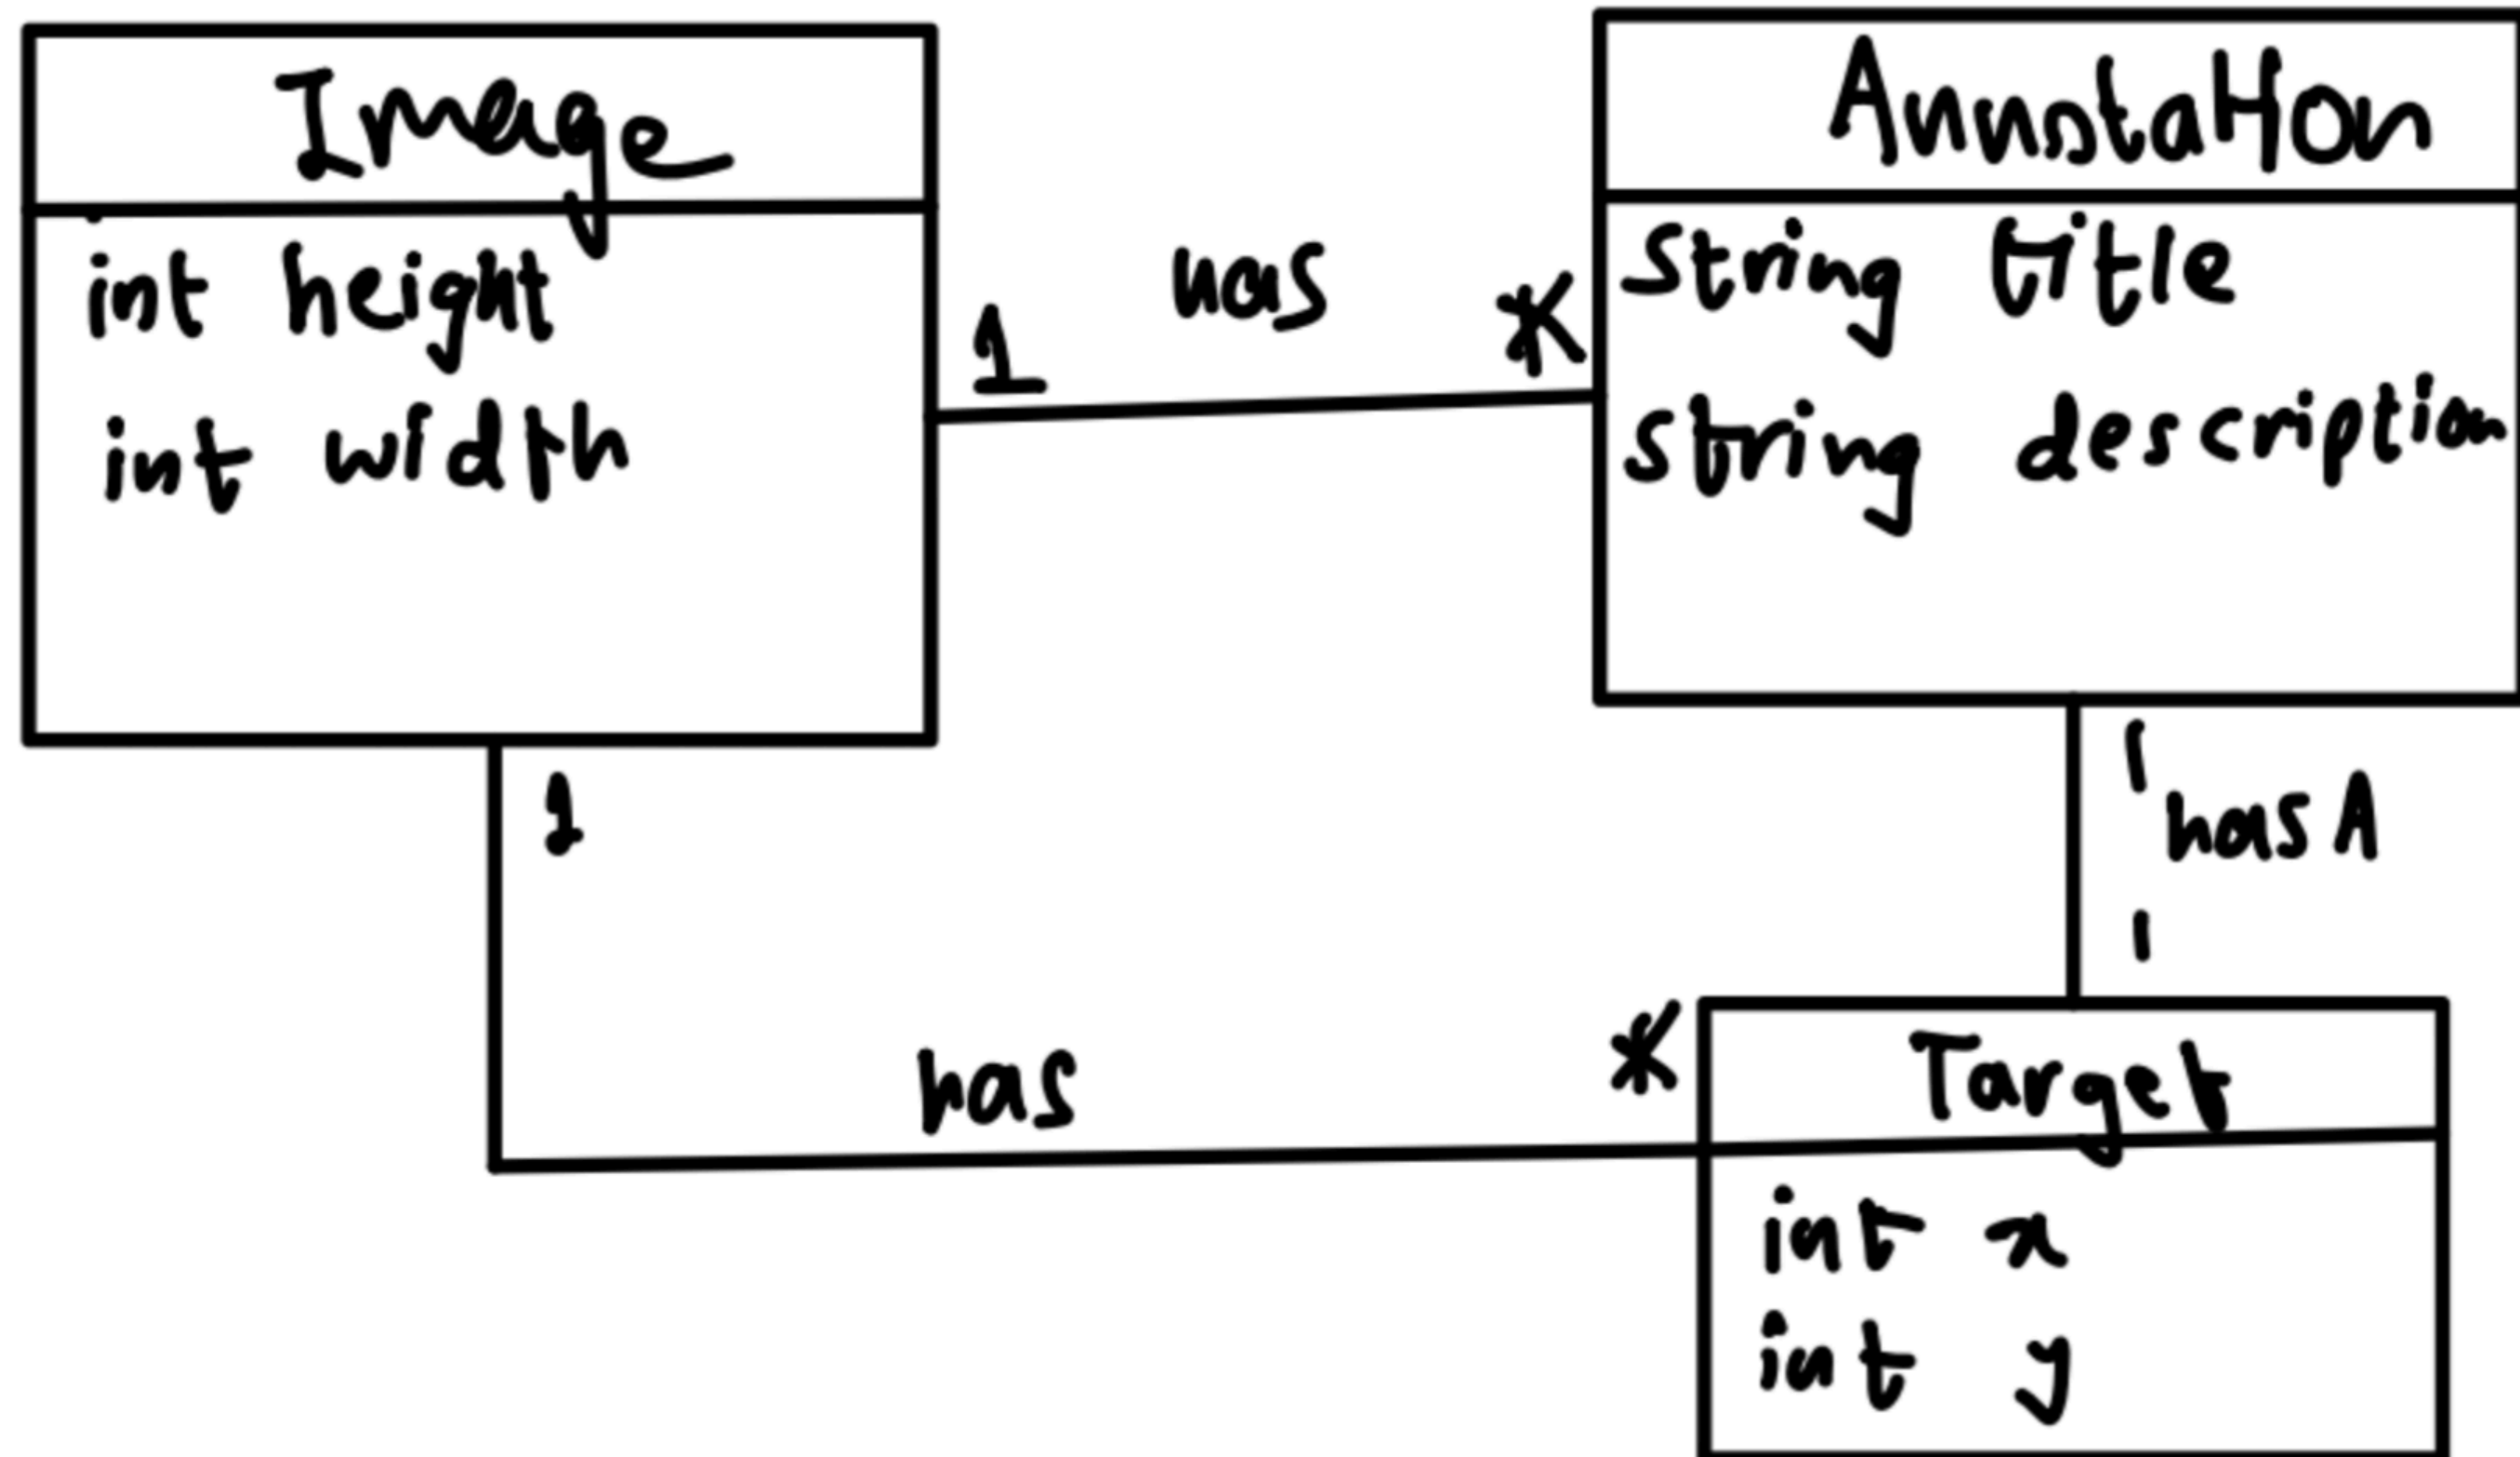 Image
int height
int width
1
has
*
Annotation
string title
string description
1
has
*
1
hasA
1
Target
int x
int y